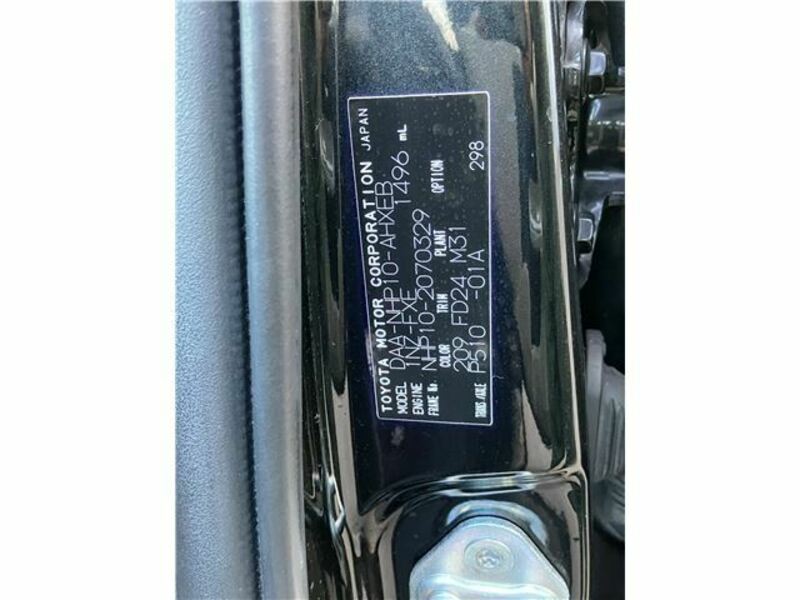 TOYOTA MOTOR CORPORATION JAPAN
MODEL DAA-NHP10-AHXEB
ENGINE 1NZ-FXE 1496 mL
FRAME No. NHP10-2070329
COLOR TRIM PLANT OPTION
209 FD24 M31
TRANS/AXLE P510 -01A 298